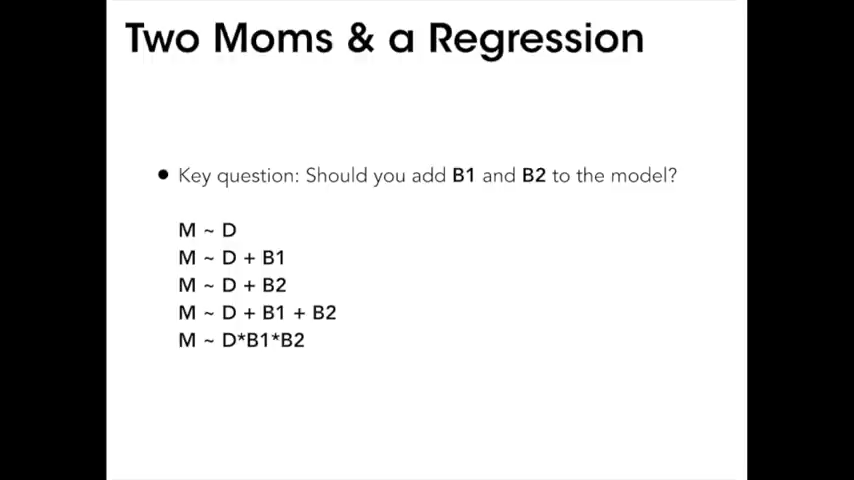 Two Moms & a Regression
• Key question: Should you add B1 and B2 to the model?
M ~ D
M ~ D + B1
M ~ D + B2
M ~ D + B1 + B2
M ~ D*B1*B2